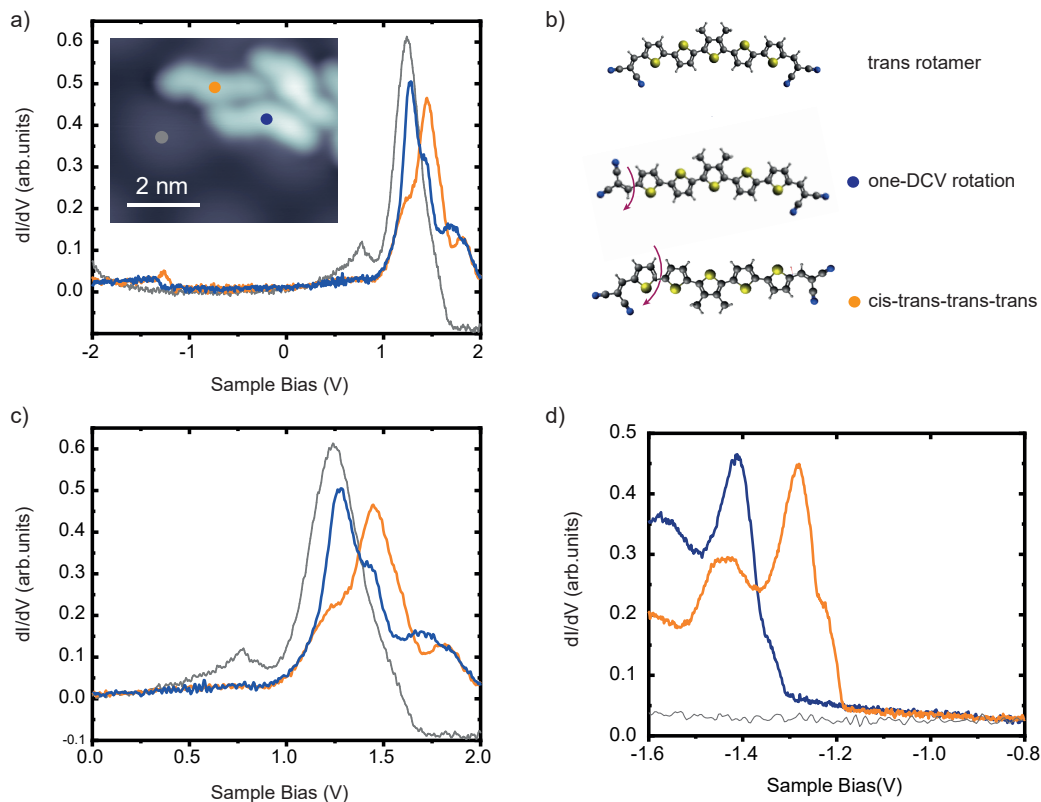 a)
0.6
0.5
0.4
0.3
0.2
0.1
0.0
dI/dV (arb.units)
2 nm
-2
-1
0
1
2
Sample Bias (V)
b)
trans rotamer
one-DCV rotation
cis-trans-trans-trans
c)
0.6
0.5
0.4
0.3
0.2
0.1
0.0
-0.1
dI/dV (arb.units)
0.0
0.5
1.0
1.5
2.0
Sample Bias (V)
d)
0.5
0.4
0.3
0.2
0.1
0.0
dI/dV (arb.units)
-1.6
-1.4
-1.2
-1.0
-0.8
Sample Bias(V)